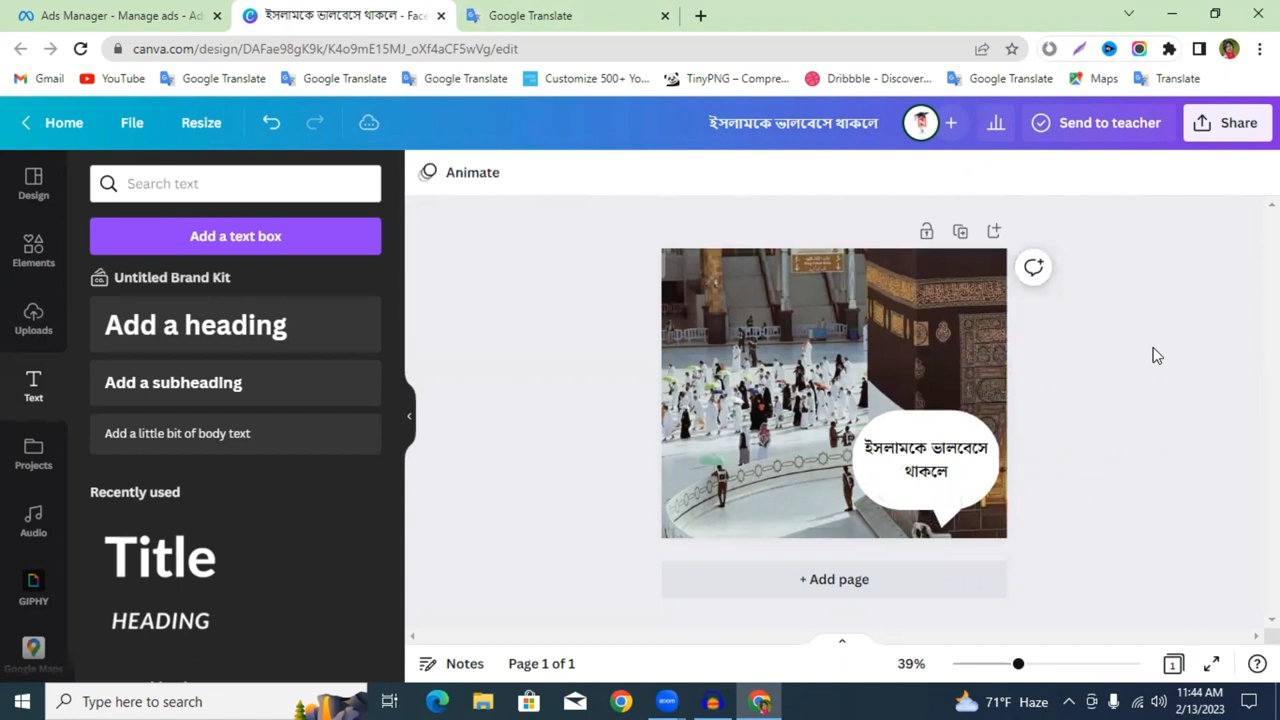 Ads Manager - Manage ads - Ad
ইসলামকে ভালবেসে থাকলে - Fac
Google Translate
canva.com/design/DAFae98gK9k/K4o9mE15MJ_oXf4aCF5wVg/edit
Gmail
YouTube
Google Translate
Google Translate
Google Translate
Customize 500+ Yo...
TinyPNG – Compre...
Dribbble - Discover...
Google Translate
Maps
Translate
Home
File
Resize
ইসলামকে ভালবেসে থাকলে
Send to teacher
Share
Design
Elements
Uploads
Text
Projects
Audio
GIPHY
Google Maps
Search text
Add a text box
Untitled Brand Kit
Add a heading
Add a subheading
Add a little bit of body text
Recently used
Title
HEADING
Animate
ইসলামকে ভালবেসে
থাকলে
+ Add page
Notes
Page 1 of 1
39%
1
Type here to search
71°F Haze
11:44 AM
2/13/2023